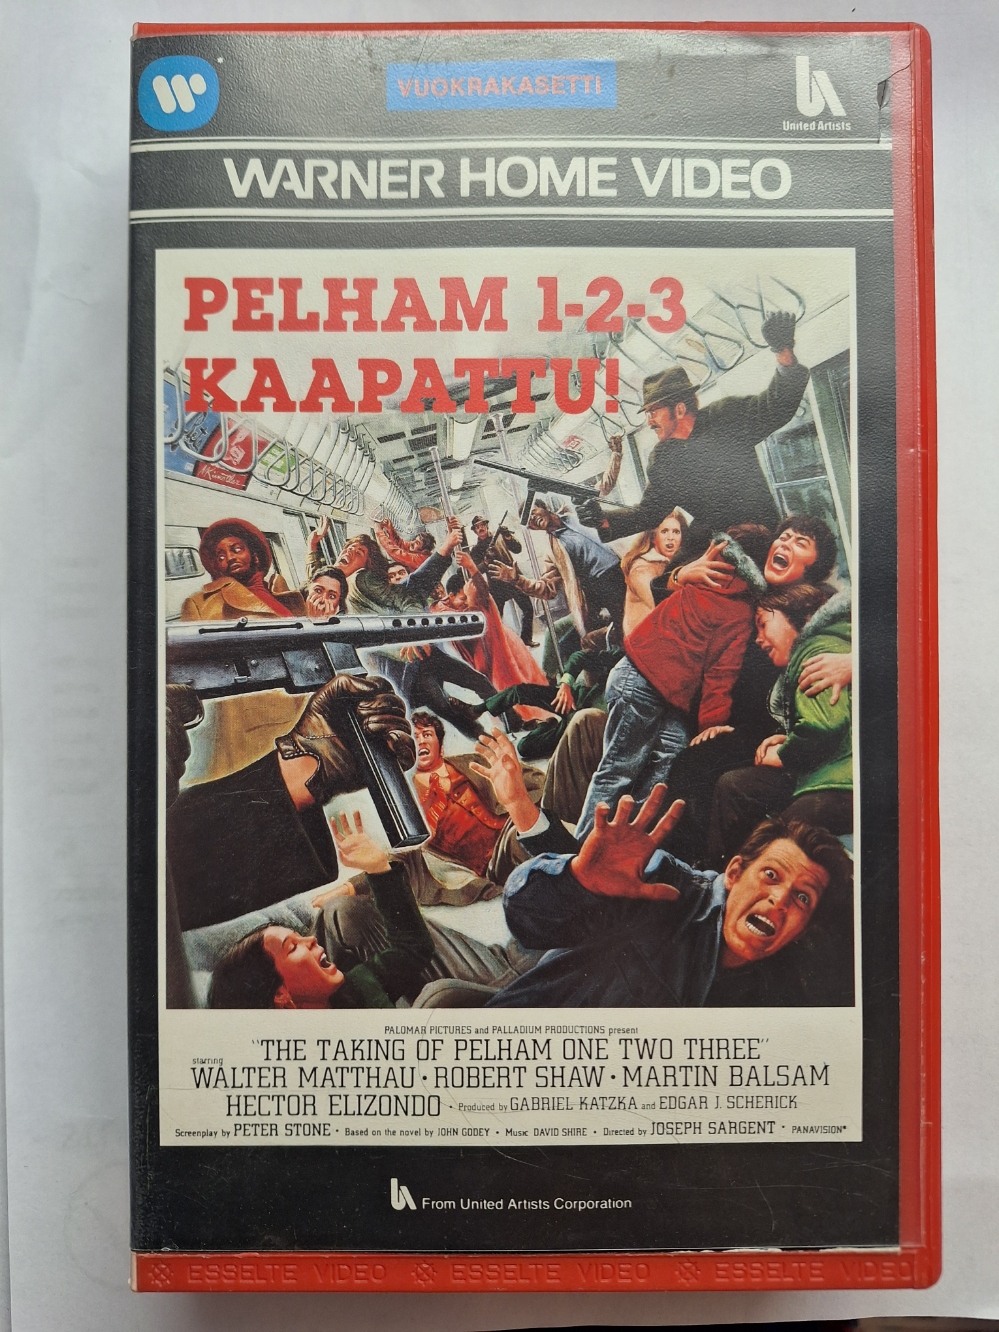 VUOKRAKASETTI
United Artists
WARNER HOME VIDEO
PELHAM 1-2-3
KAAPATTU!
PALOMAR PICTURES and PALLADIUM PRODUCTIONS present
"THE TAKING OF PELHAM ONE TWO THREE"
starring
WALTER MATTHAU • ROBERT SHAW • MARTIN BALSAM
HECTOR ELIZONDO • Produced by GABRIEL KATZKA and EDGAR J. SCHERICK
Screenplay by PETER STONE • Based on the novel by JOHN GODEY • Music DAVID SHIRE • Directed by JOSEPH SARGENT • PANAVISION®
From United Artists Corporation
ESSELTE VIDEO ESSELTE VIDEO ESSELTE VIDEO